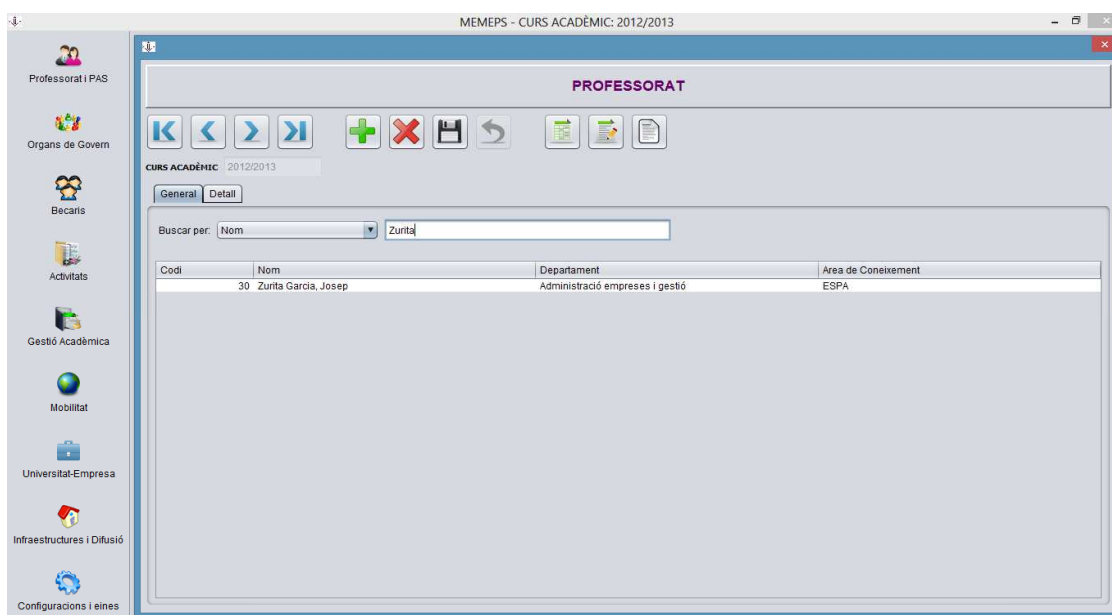 MEMEPS - CURS ACADÈMIC: 2012/2013
Professorat i PAS
Organs de Govern
Becaris
Activitats
Gestió Acadèmica
Mobilitat
Universitat-Empresa
Infraestructures i Difusió
Configuracions i eines
PROFESSORAT
CURS ACADÈMIC 2012/2013
General Detall
Buscar per: Nom Zurita
Codi Nom Departament Area de Coneixement
30 Zurita Garcia, Josep Administració empreses i gestió ESPA